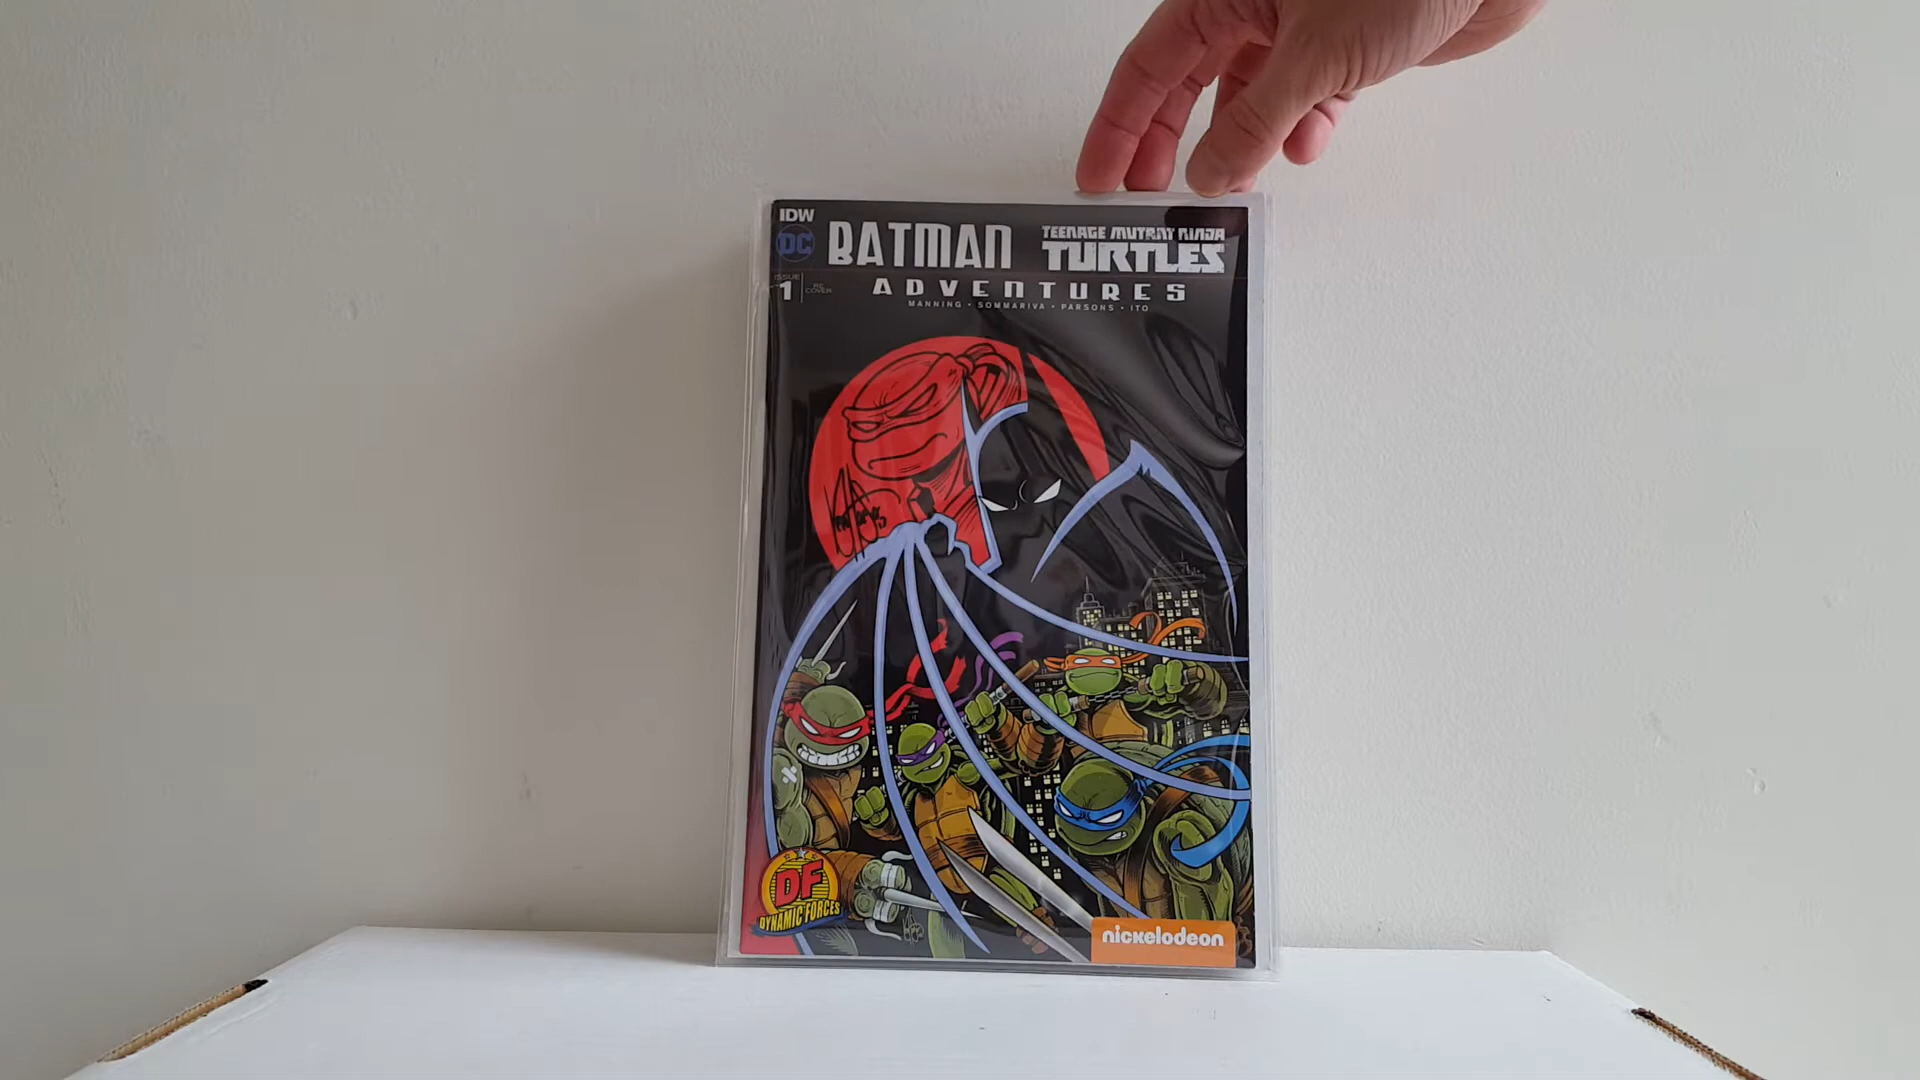 IDW
DC
BATMAN
TEENAGE MUTANT NINJA
TURTLES
ADVENTURES
MANNING • SOMMARIVA • PARSONS • ITO
ISSUE
1
RE
COVER
DF
DYNAMIC FORCES
nickelodeon